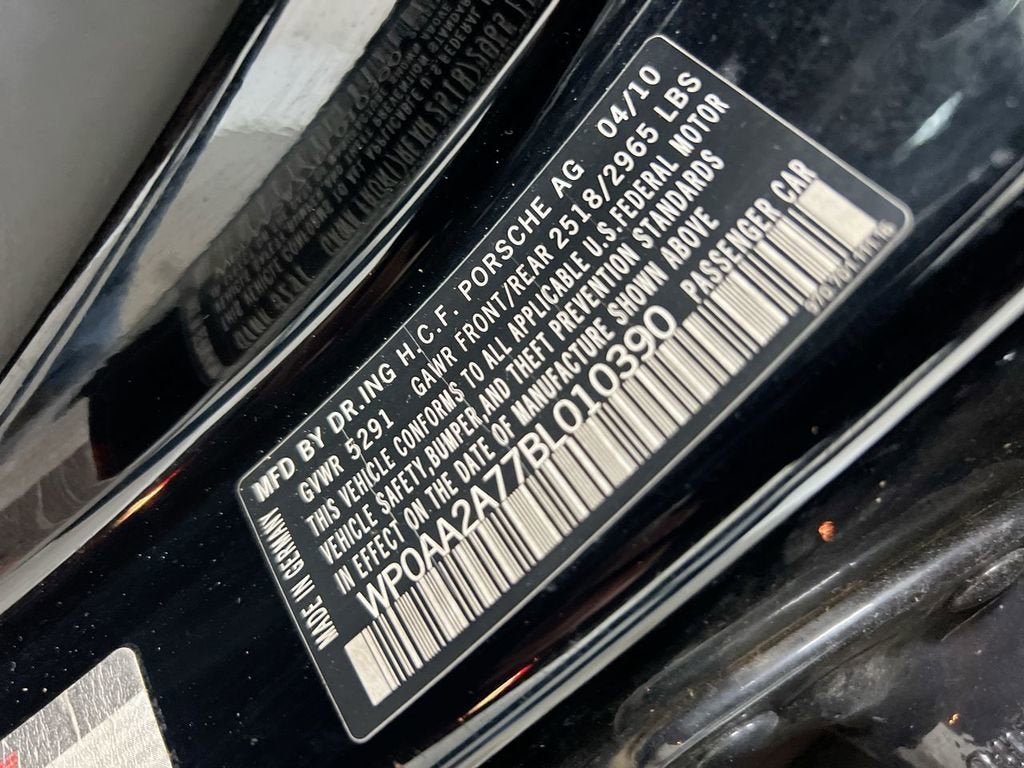 MFD BY DR.ING H.C.F. PORSCHE AG 04/10
GVWR 5291 GAWR FRONT/REAR 2518/2965 LBS
THIS VEHICLE CONFORMS TO ALL APPLICABLE U.S.FEDERAL MOTOR
VEHICLE SAFETY,BUMPER,AND THEFT PREVENTION STANDARDS
IN EFFECT ON THE DATE OF MANUFACTURE SHOWN ABOVE
WP0AA2A77BL010390 PASSENGER CAR
MADE IN GERMANY